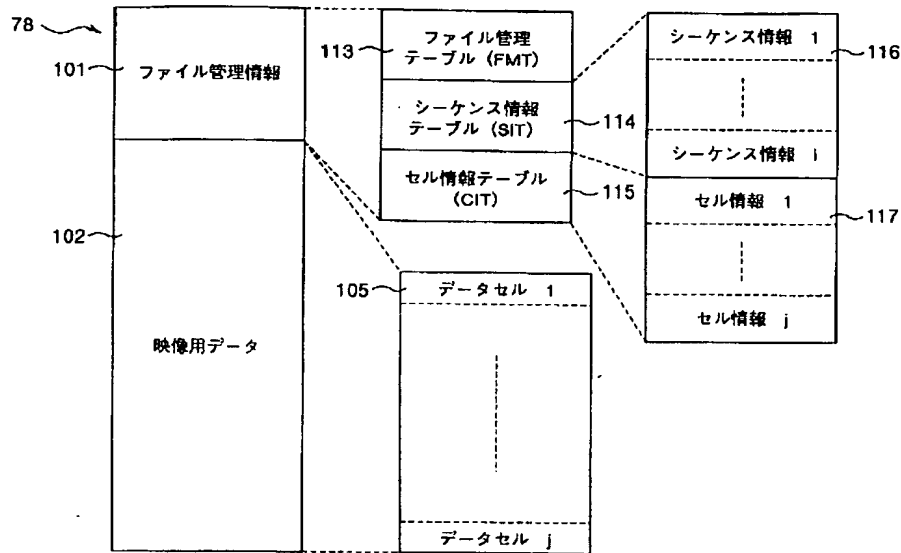 78
101
ファイル管理情報
102
映像用データ
113
ファイル管理
テーブル (FMT)
シーケンス情報
テーブル (SIT)
114
セル情報テーブル
(CIT)
115
105
データセル 1
データセル j
シーケンス情報 1
116
シーケンス情報 i
セル情報 1
117
セル情報 j